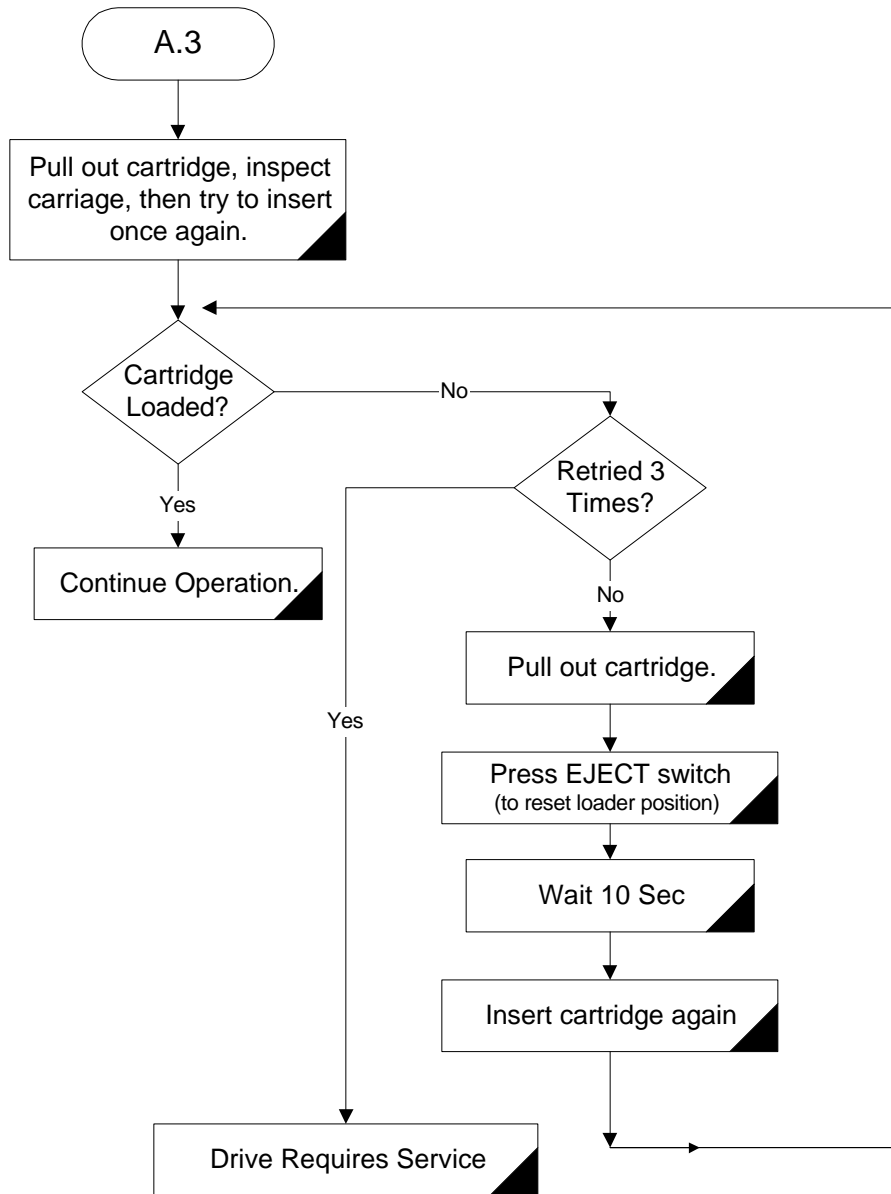 A.3
Pull out cartridge, inspect
carriage, then try to insert
once again.
Cartridge
Loaded?
No
Retried 3
Times?
Yes
Continue Operation.
No
Pull out cartridge.
Yes
Press EJECT switch
(to reset loader position)
Wait 10 Sec
Insert cartridge again
Drive Requires Service